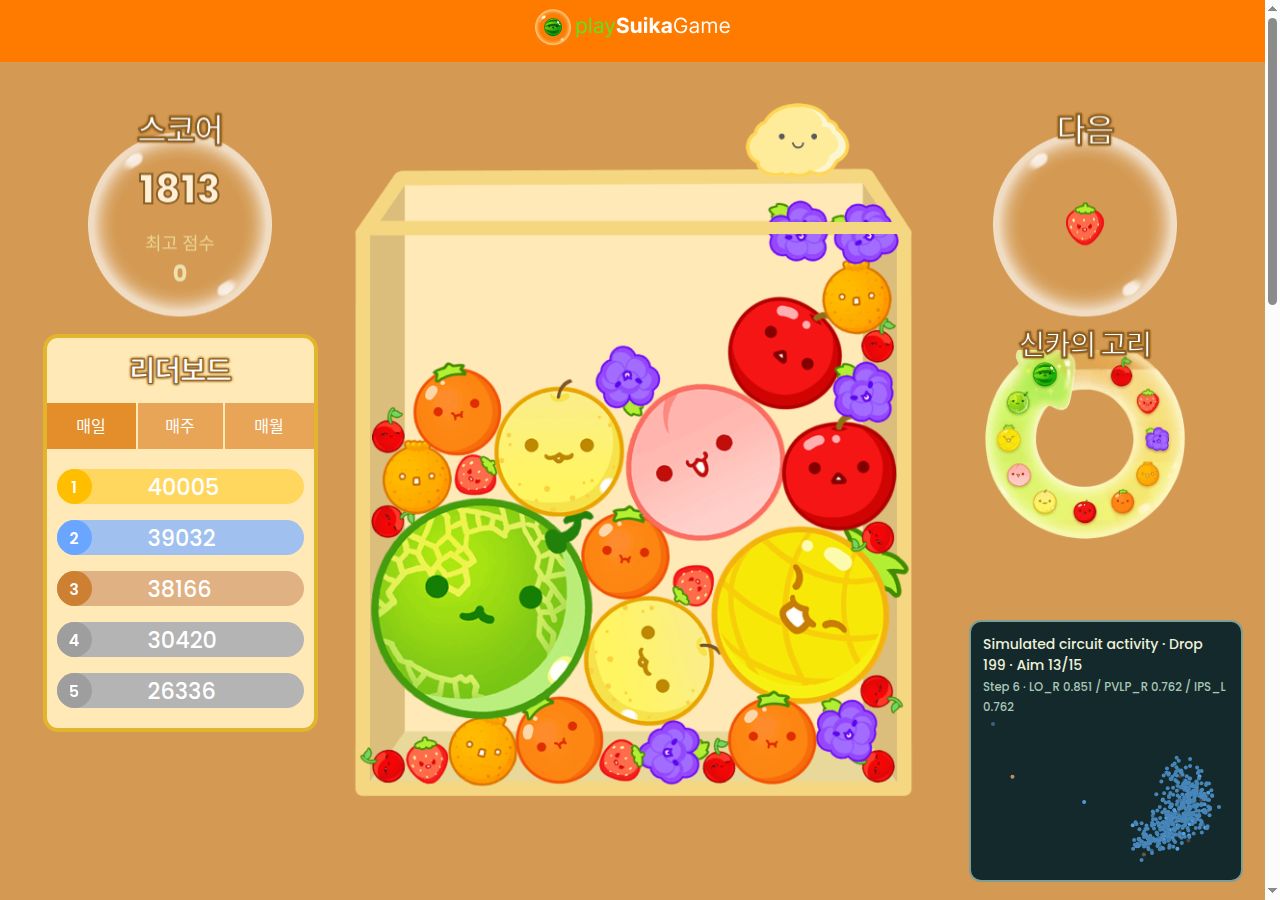 playSuikaGame
스코어
1813
최고 점수
0
다음
신카의 고리
리더보드
매일 매주 매월
1 40005
2 39032
3 38166
4 30420
5 26336
Simulated circuit activity · Drop
199 · Aim 13/15
Step 6 · LO_R 0.851 / PVLP_R 0.762 / IPS_L
0.762